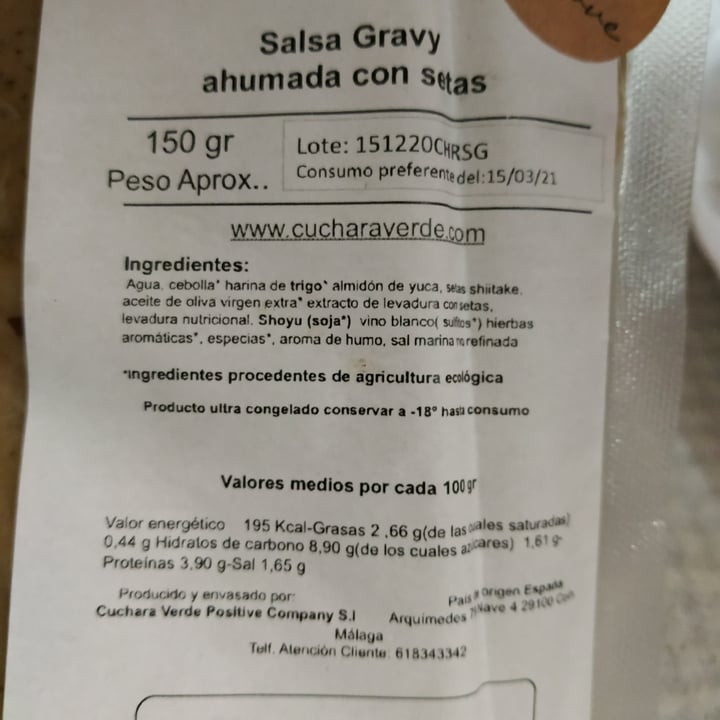 Salsa Gravy
ahumada con setas
150 gr
Peso Aprox..
Lote: 151220CHRSG
Consumo preferente del:15/03/21
www.cucharaverde.com
Ingredientes:
Agua, cebolla* harina de trigo* almidón de yuca, setas shiitake,
aceite de oliva virgen extra* extracto de levadura con setas,
levadura nutricional. Shoyu (soja*) vino blanco( sulfitos*) hierbas
aromáticas*, especias*, aroma de humo, sal marina no refinada
*ingredientes procedentes de agricultura ecológica
Producto ultra congelado conservar a -18º hasta consumo
Valores medios por cada 100 gr
Valor energético 195 Kcal-Grasas 2 ,66 g(de las cuales saturadas)
0,44 g Hidratos de carbono 8,90 g(de los cuales azúcares) 1,61 g-
Proteínas 3,90 g-Sal 1,65 g
Producido y envasado por:
Pais Origen España
Cuchara Verde Positive Company S.l
Arquímedes Nave 4 29100
Málaga
Telf. Atención Cliente: 618343342